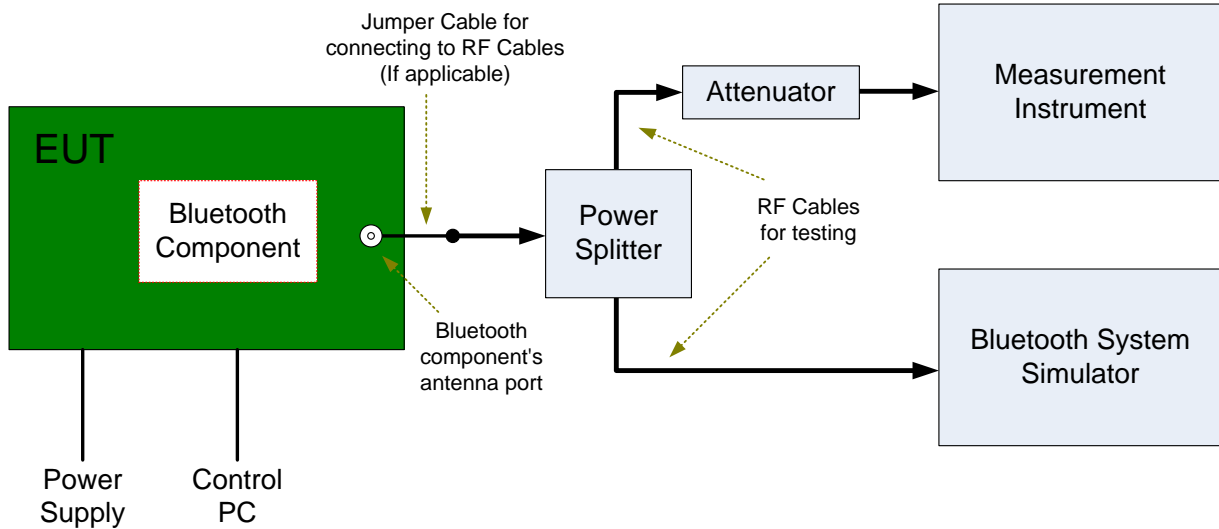 Jumper Cable for
connecting to RF Cables
(If applicable)
EUT
Bluetooth
Component
Bluetooth
component's
antenna port
Power
Splitter
Attenuator
RF Cables
for testing
Measurement
Instrument
Bluetooth System
Simulator
Power
Supply
Control
PC